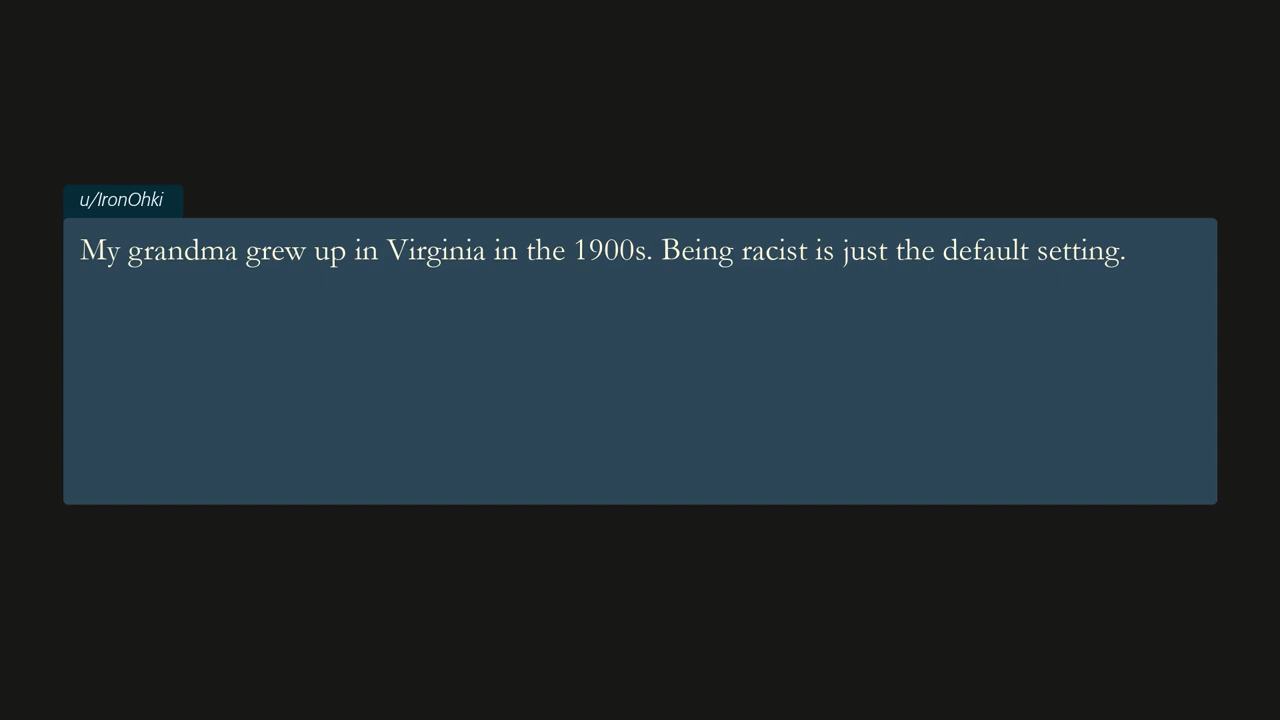 u/IronOhki
My grandma grew up in Virginia in the 1900s. Being racist is just the default setting.